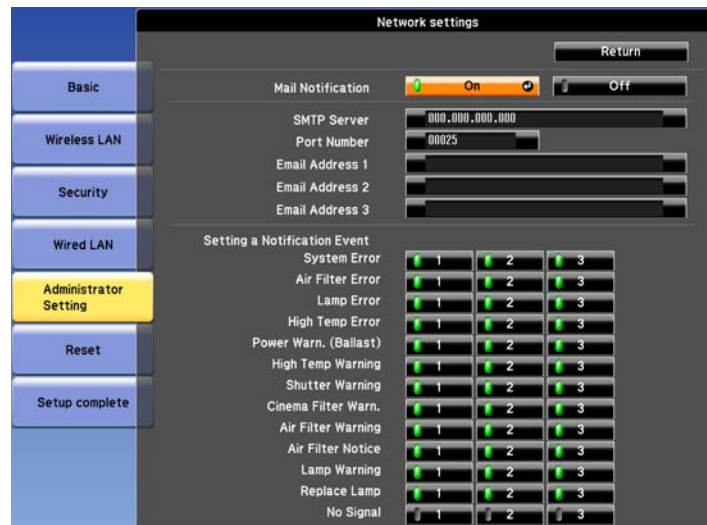 Network settings
Return
Basic
Wireless LAN
Security
Wired LAN
Administrator
Setting
Reset
Setup complete
Mail Notification On Off
SMTP Server 000.000.000.000
Port Number 00025
Email Address 1
Email Address 2
Email Address 3
Setting a Notification Event
System Error 1 2 3
Air Filter Error 1 2 3
Lamp Error 1 2 3
High Temp Error 1 2 3
Power Warn. (Ballast) 1 2 3
High Temp Warning 1 2 3
Shutter Warning 1 2 3
Cinema Filter Warn. 1 2 3
Air Filter Warning 1 2 3
Air Filter Notice 1 2 3
Lamp Warning 1 2 3
Replace Lamp 1 2 3
No Signal 1 2 3